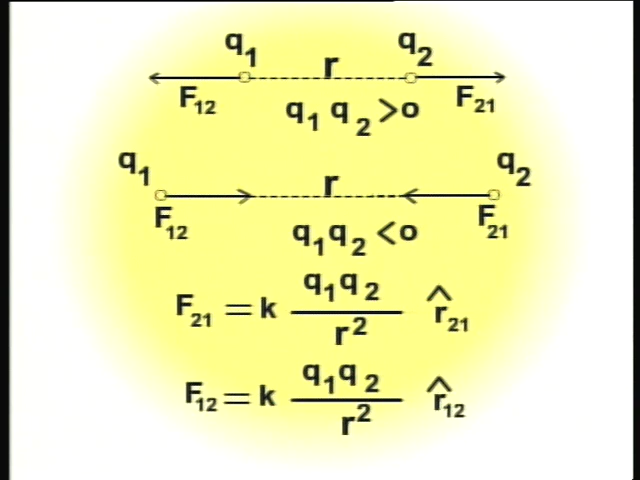 q₁ r q₂
F₁₂ q₁ q₂ >o F₂₁
q₁ r q₂
F₁₂ q₁q₂ <o F₂₁
F₂₁ = k q₁q₂ / r² r̂₂₁
F₁₂ = k q₁q₂ / r² r̂₁₂